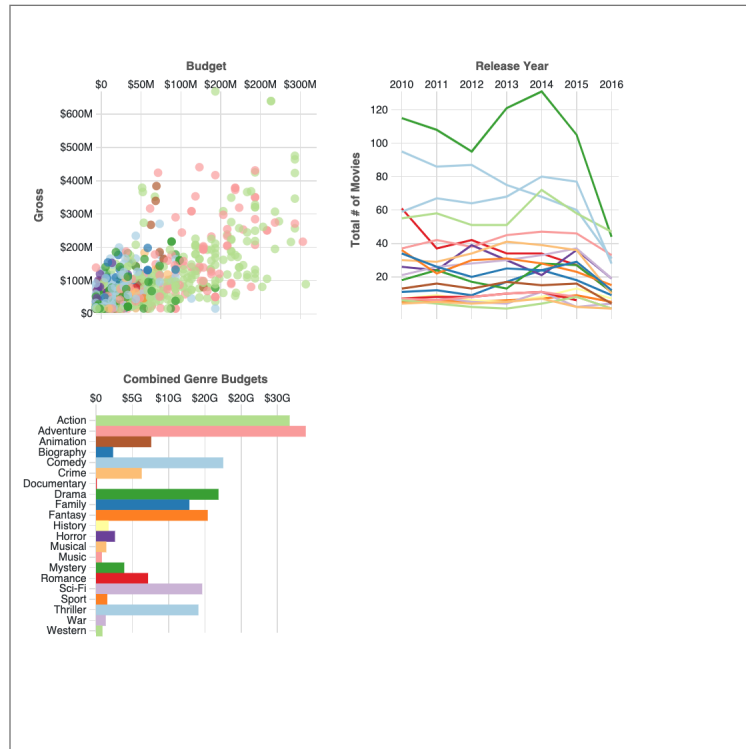 Budget
$0 $50M $100M $200M $200M $300M
$600M
$500M
$400M
$300M
$200M
$100M
$0
Gross
Release Year
2010 2011 2012 2013 2014 2015 2016
120
100
80
60
40
20
Total # of Movies
Combined Genre Budgets
$0 $5G $10G $20G $20G $30G
Action
Adventure
Animation
Biography
Comedy
Crime
Documentary
Drama
Family
Fantasy
History
Horror
Musical
Music
Mystery
Romance
Sci-Fi
Sport
Thriller
War
Western